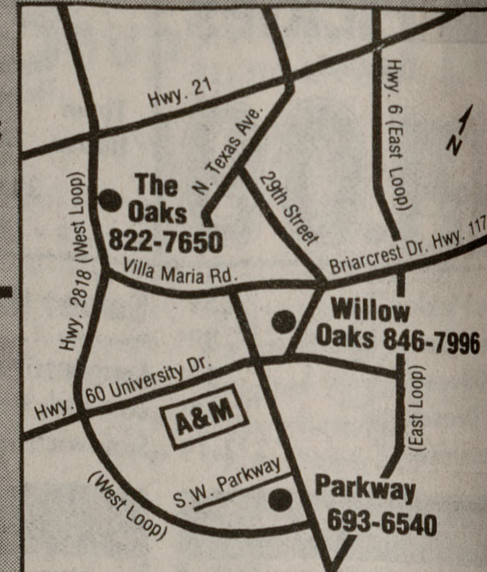 Hwy. 21
Hwy. 6 (East Loop)
N
N. Texas Ave.
The
Oaks
822-7650
29th Street
Hwy. 2818 (West Loop)
Villa Maria Rd.
Briarcrest Dr. Hwy. 117
Willow
Oaks 846-7996
Hwy. 60 University Dr.
A&M
(East Loop)
(West Loop)
S.W. Parkway
Parkway
693-6540